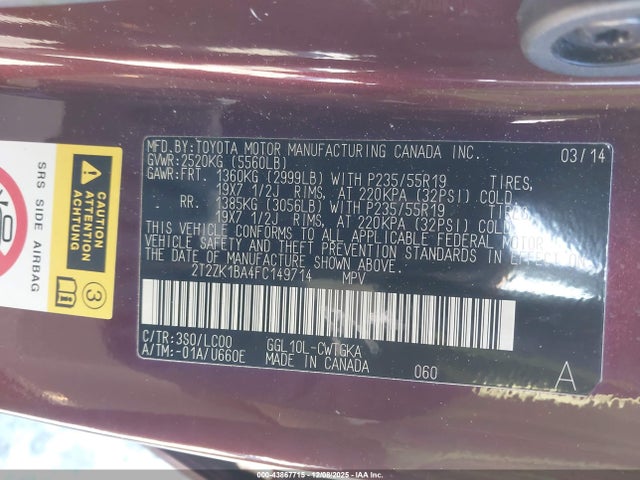 MFD.BY:TOYOTA MOTOR MANUFACTURING CANADA INC. 03/14
GVWR:2520KG (5560LB)
GAWR:FRT. 1360KG (2999LB) WITH P235/55R19 TIRES,
19X7 1/2J RIMS, AT 220KPA (32PSI) COLD.
RR. 1385KG (3056LB) WITH P235/55R19 TIRES,
19X7 1/2J RIMS, AT 220KPA (32PSI) COLD.
THIS VEHICLE CONFORMS TO ALL APPLICABLE FEDERAL MOTOR
VEHICLE SAFETY AND THEFT PREVENTION STANDARDS IN EFFECT ON
THE DATE OF MANUFACTURE SHOWN ABOVE.
2T2ZK1BA4FC149714 MPV
C/TR:3S0/LC00 GGL10L-CWTGKA
A/TM:-01A/U660E MADE IN CANADA 060 A
SRS SIDE AIRBAG
CAUTION
ATTENTION
ACHTUNG
3
000-43867715 - 12/08/2025 - IAA, Inc.